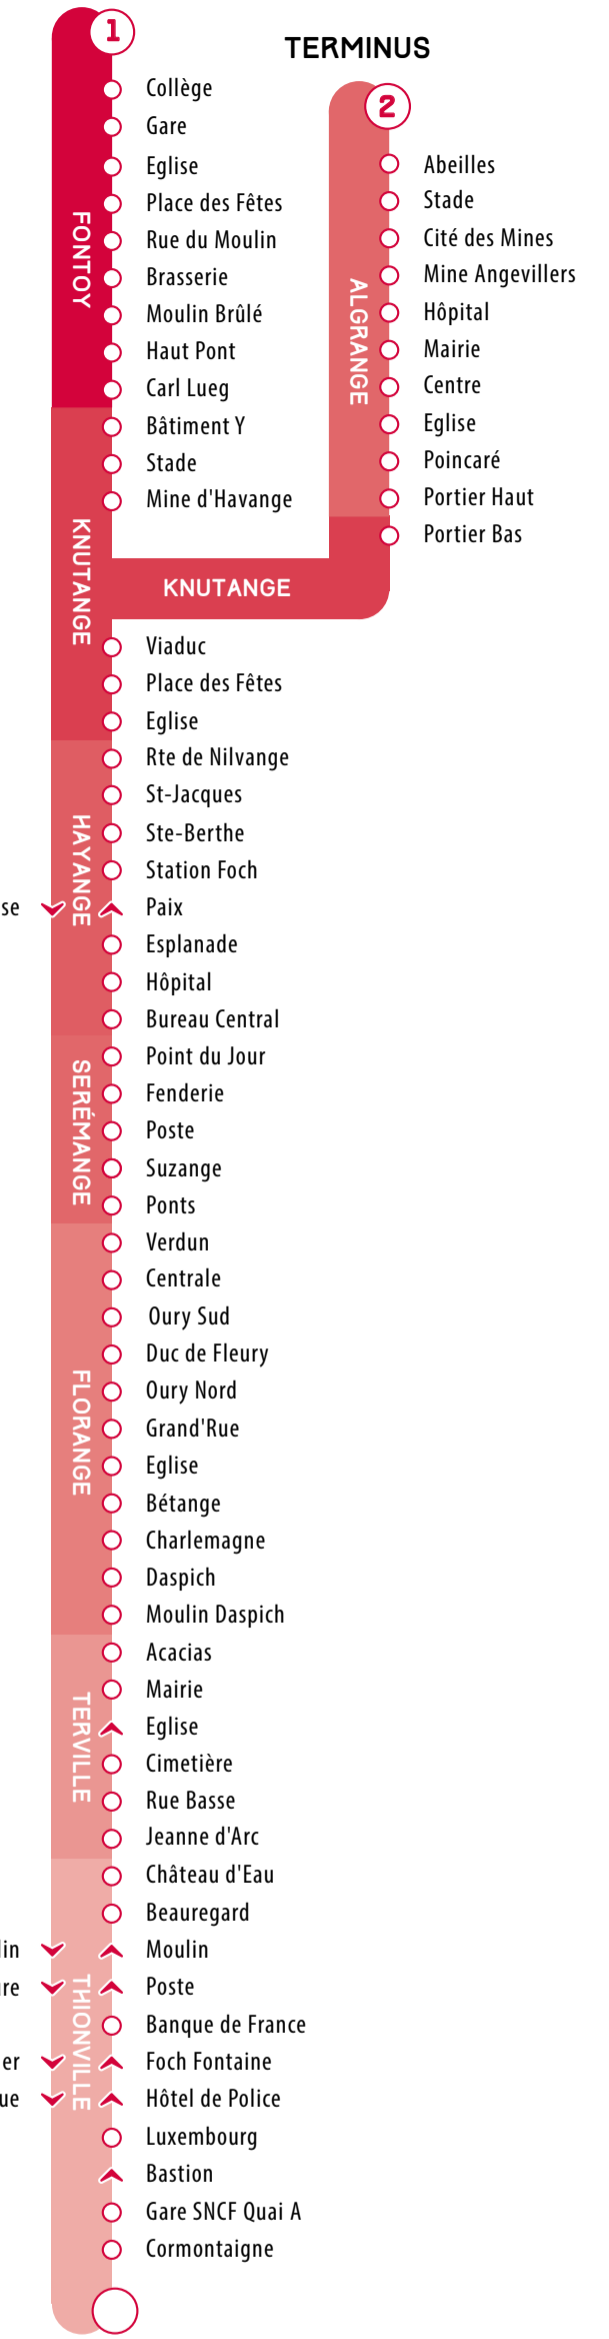 1
TERMINUS
Collège
Gare
Eglise
Place des Fêtes
Rue du Moulin
Brasserie
Moulin Brûlé
Haut Pont
Carl Lueg
FONTOY
Bâtiment Y
Stade
Mine d'Havange
KNUTANGE
2
Abeilles
Stade
Cité des Mines
Mine Angevillers
Hôpital
Mairie
Centre
Eglise
Poincaré
Portier Haut
ALGRANGE
Portier Bas
KNUTANGE
Viaduc
Place des Fêtes
Eglise
Rte de Nilvange
St-Jacques
Ste-Berthe
Station Foch
HAYANGE
se
Paix
Esplanade
Hôpital
Bureau Central
Point du Jour
Fenderie
Poste
Suzange
Ponts
SERÉMANGE
Verdun
Centrale
Oury Sud
Duc de Fleury
Oury Nord
Grand'Rue
Eglise
Bétange
Charlemagne
Daspich
Moulin Daspich
FLORANGE
Acacias
Mairie
Eglise
Cimetière
Rue Basse
Jeanne d'Arc
TERVILLE
Château d'Eau
Beauregard
lin
Moulin
re
Poste
Banque de France
er
Foch Fontaine
ue
Hôtel de Police
THIONVILLE
Luxembourg
Bastion
Gare SNCF Quai A
Cormontaigne